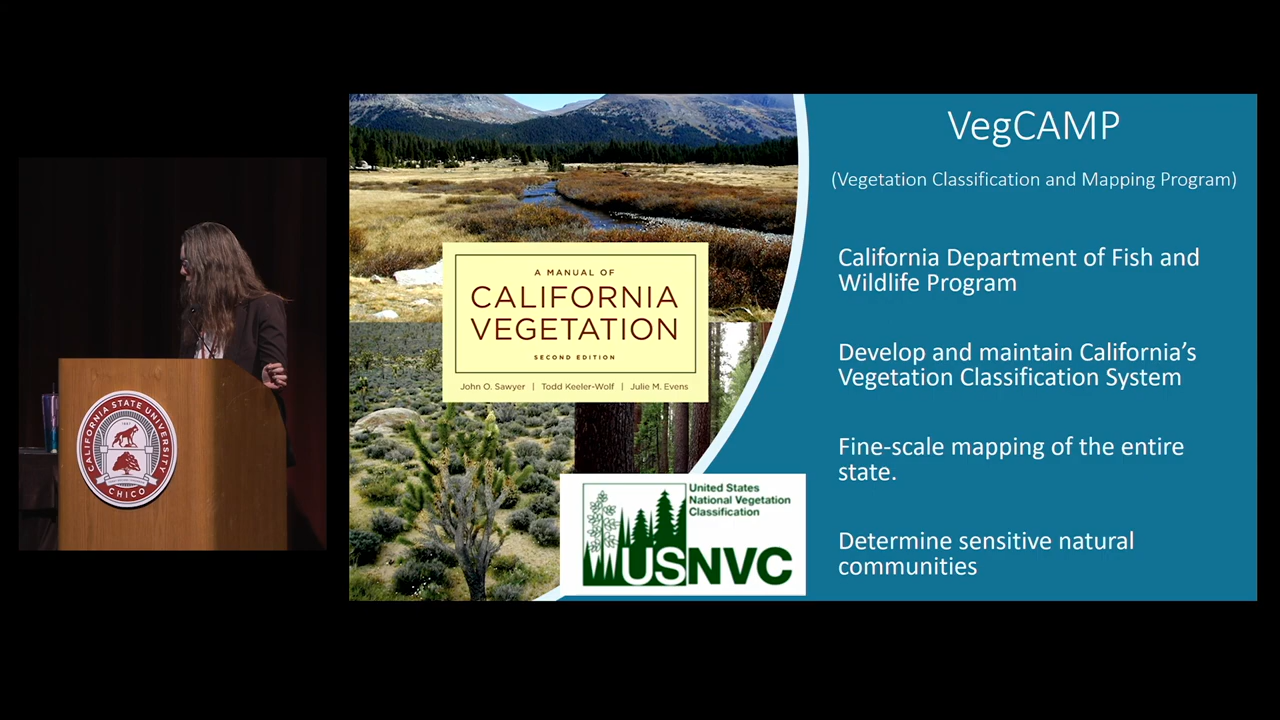 VegCAMP
(Vegetation Classification and Mapping Program)
California Department of Fish and
Wildlife Program
Develop and maintain California’s
Vegetation Classification System
Fine-scale mapping of the entire
state.
Determine sensitive natural
communities
A MANUAL OF
CALIFORNIA
VEGETATION
SECOND EDITION
John O. Sawyer | Todd Keeler-Wolf | Julie M. Evens
United States
National Vegetation
Classification
USNVC
CALIFORNIA STATE UNIVERSITY
CHICO